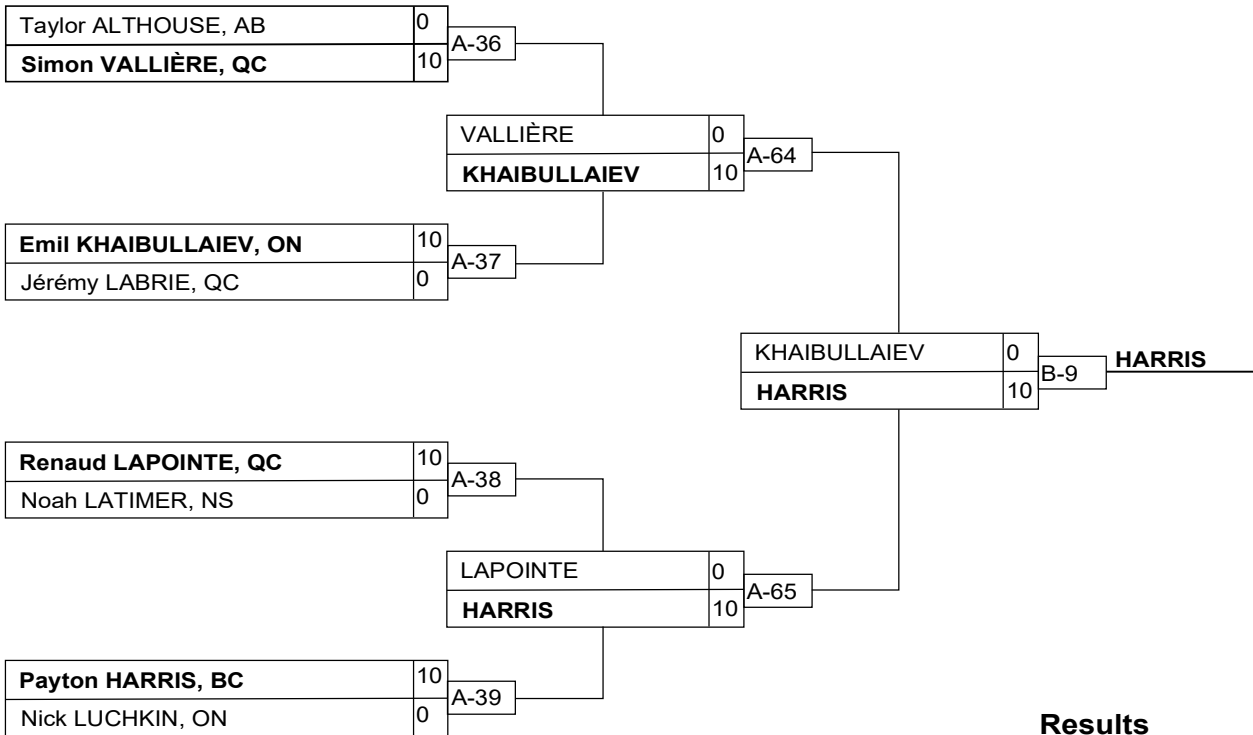 Taylor ALTHOUSE, AB 0
A-36
Simon VALLIÈRE, QC 10
VALLIÈRE 0
A-64
KHAIBULLAIEV 10
Emil KHAIBULLAIEV, ON 10
A-37
Jérémy LABRIE, QC 0
KHAIBULLAIEV 0
B-9
HARRIS
HARRIS 10
Renaud LAPOINTE, QC 10
A-38
Noah LATIMER, NS 0
LAPOINTE 0
A-65
HARRIS 10
Payton HARRIS, BC 10
A-39
Nick LUCHKIN, ON 0
Results